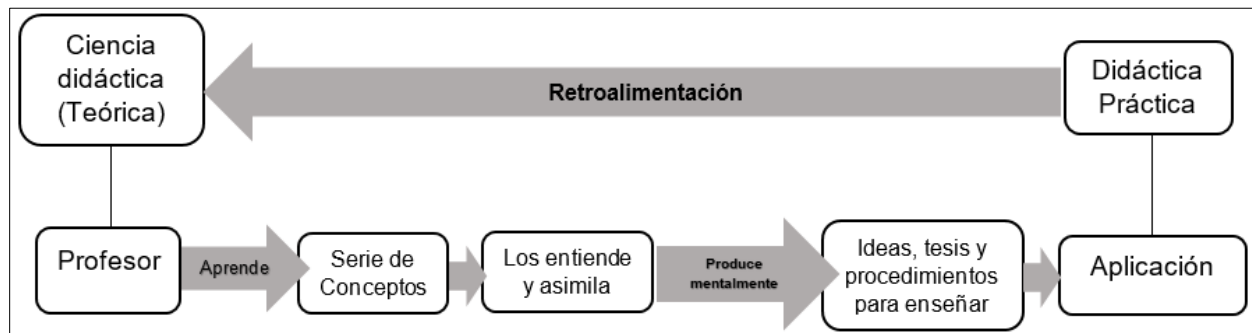 Ciencia
didáctica
(Teórica)
Retroalimentación
Didáctica
Práctica
Profesor
Aprende
Serie de
Conceptos
Los entiende
y asimila
Produce
mentalmente
Ideas, tesis y
procedimientos
para enseñar
Aplicación